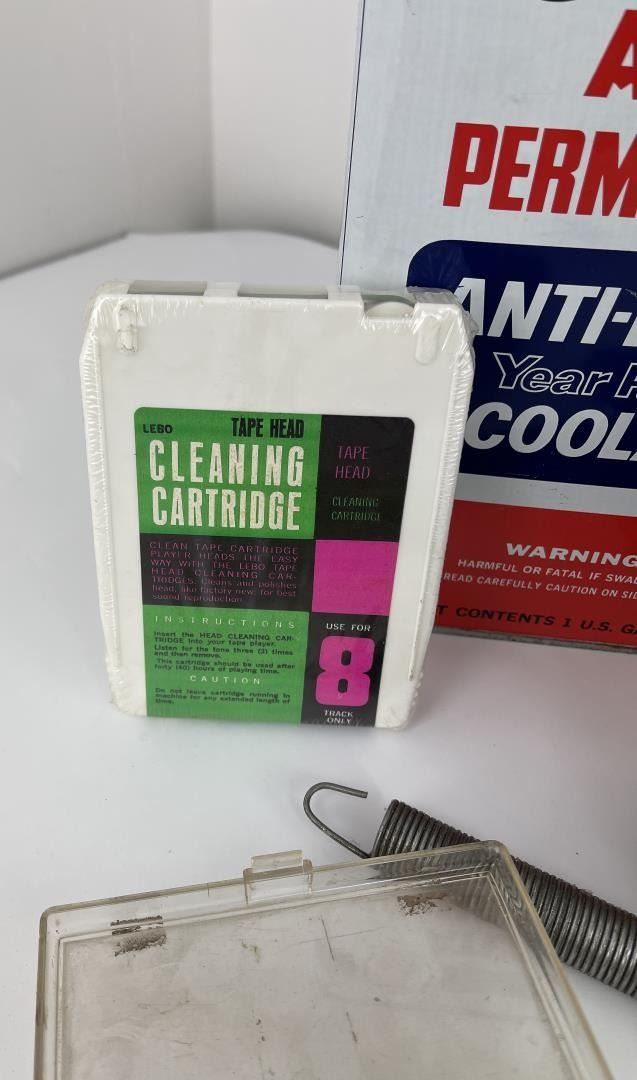 LEBO
TAPE HEAD
CLEANING
CARTRIDGE
TAPE
HEAD
CLEANING
CARTRIDGE
CLEAN TAPE CARTRIDGE
PLAYER HEADS THE EASY
WAY WITH THE LEBO TAPE
HEAD CLEANING CAR-
TRIDGES. Cleans and polishes
head, like factory new, for best
sound reproduction
INSTRUCTIONS
Insert the HEAD CLEANING CAR-
TRIDGE into your tape player.
Listen for the tone three (3) times
and then remove.
This cartridge should be used after
forty (40) hours of playing time.
CAUTION
Do not leave cartridge running in
machine for any extended length of
time.
USE FOR
8
TRACK
ONLY
PERM
ANTI-
Year
COOL
WARNING
HARMFUL OR FATAL IF
READ CAREFULLY CAUTION ON
CONTENTS 1 U.S.